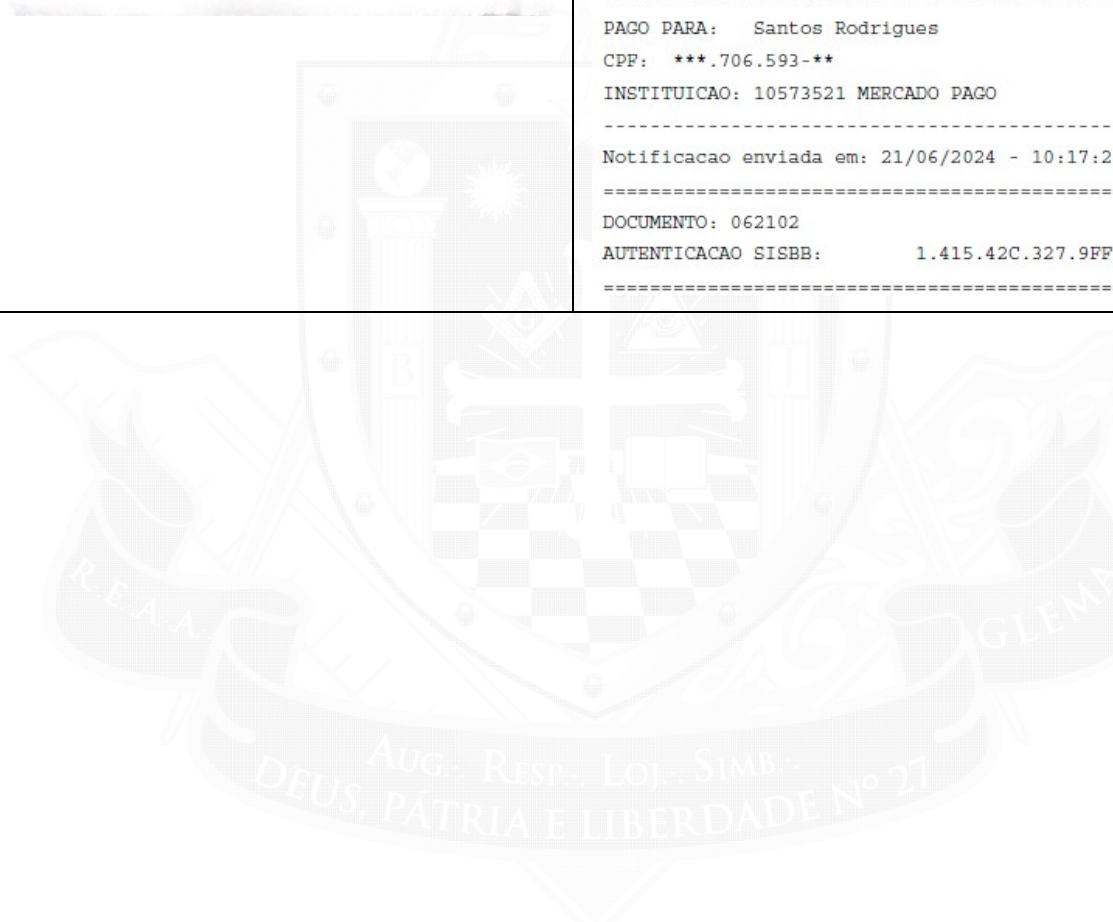 PAGO PARA: Santos Rodrigues
CPF: ***.706.593-**
INSTITUICAO: 10573521 MERCADO PAGO
--------------------------------------------
Notificacao enviada em: 21/06/2024 - 10:17:2
============================================
DOCUMENTO: 062102
AUTENTICACAO SISBB: 1.415.42C.327.9FF
============================================
G
B
J
R.E.A.A.
GLEMA
AUG∴ RESP∴ LOJ∴ SIMB∴
DEUS, PÁTRIA E LIBERDADE Nº 27